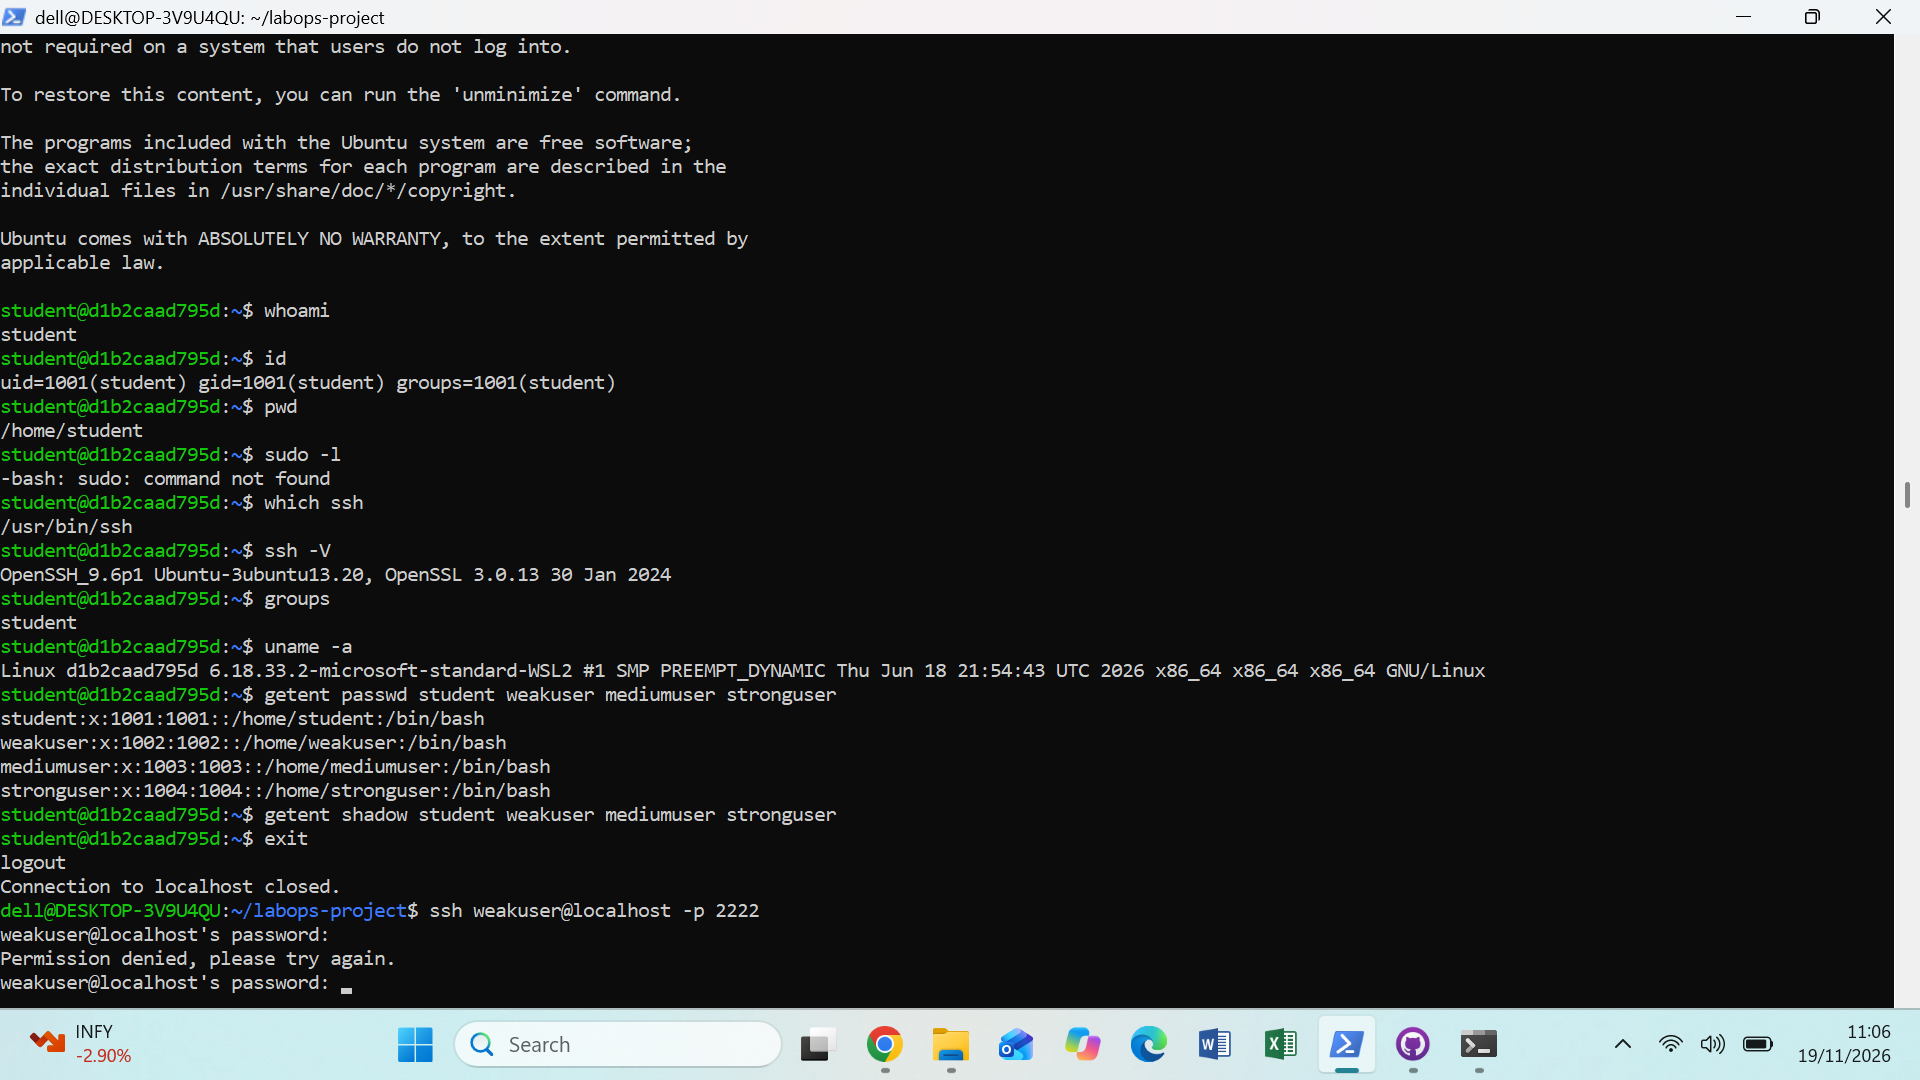 dell@DESKTOP-3V9U4QU: ~/labops-project
not required on a system that users do not log into.
To restore this content, you can run the 'unminimize' command.
The programs included with the Ubuntu system are free software;
the exact distribution terms for each program are described in the
individual files in /usr/share/doc/*/copyright.
Ubuntu comes with ABSOLUTELY NO WARRANTY, to the extent permitted by
applicable law.
student@d1b2caad795d:~$ whoami
student
student@d1b2caad795d:~$ id
uid=1001(student) gid=1001(student) groups=1001(student)
student@d1b2caad795d:~$ pwd
/home/student
student@d1b2caad795d:~$ sudo -l
-bash: sudo: command not found
student@d1b2caad795d:~$ which ssh
/usr/bin/ssh
student@d1b2caad795d:~$ ssh -V
OpenSSH_9.6p1 Ubuntu-3ubuntu13.20, OpenSSL 3.0.13 30 Jan 2024
student@d1b2caad795d:~$ groups
student
student@d1b2caad795d:~$ uname -a
Linux d1b2caad795d 6.18.33.2-microsoft-standard-WSL2 #1 SMP PREEMPT_DYNAMIC Thu Jun 18 21:54:43 UTC 2026 x86_64 x86_64 x86_64 GNU/Linux
student@d1b2caad795d:~$ getent passwd student weakuser mediumuser stronguser
student:x:1001:1001::/home/student:/bin/bash
weakuser:x:1002:1002::/home/weakuser:/bin/bash
mediumuser:x:1003:1003::/home/mediumuser:/bin/bash
stronguser:x:1004:1004::/home/stronguser:/bin/bash
student@d1b2caad795d:~$ getent shadow student weakuser mediumuser stronguser
student@d1b2caad795d:~$ exit
logout
Connection to localhost closed.
dell@DESKTOP-3V9U4QU:~/labops-project$ ssh weakuser@localhost -p 2222
weakuser@localhost's password:
Permission denied, please try again.
weakuser@localhost's password:
INFY
-2.90%
Search
11:06
19/11/2026